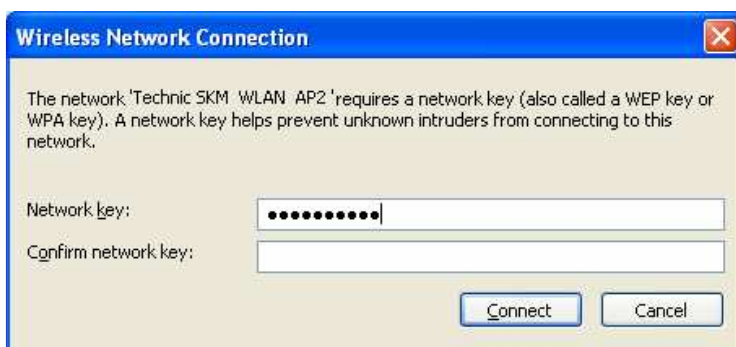 Wireless Network Connection
The network 'Technic SKM WLAN AP2 'requires a network key (also called a WEP key or
WPA key). A network key helps prevent unknown intruders from connecting to this
network.
Network key: ●●●●●●●●●●
Confirm network key:
Connect Cancel